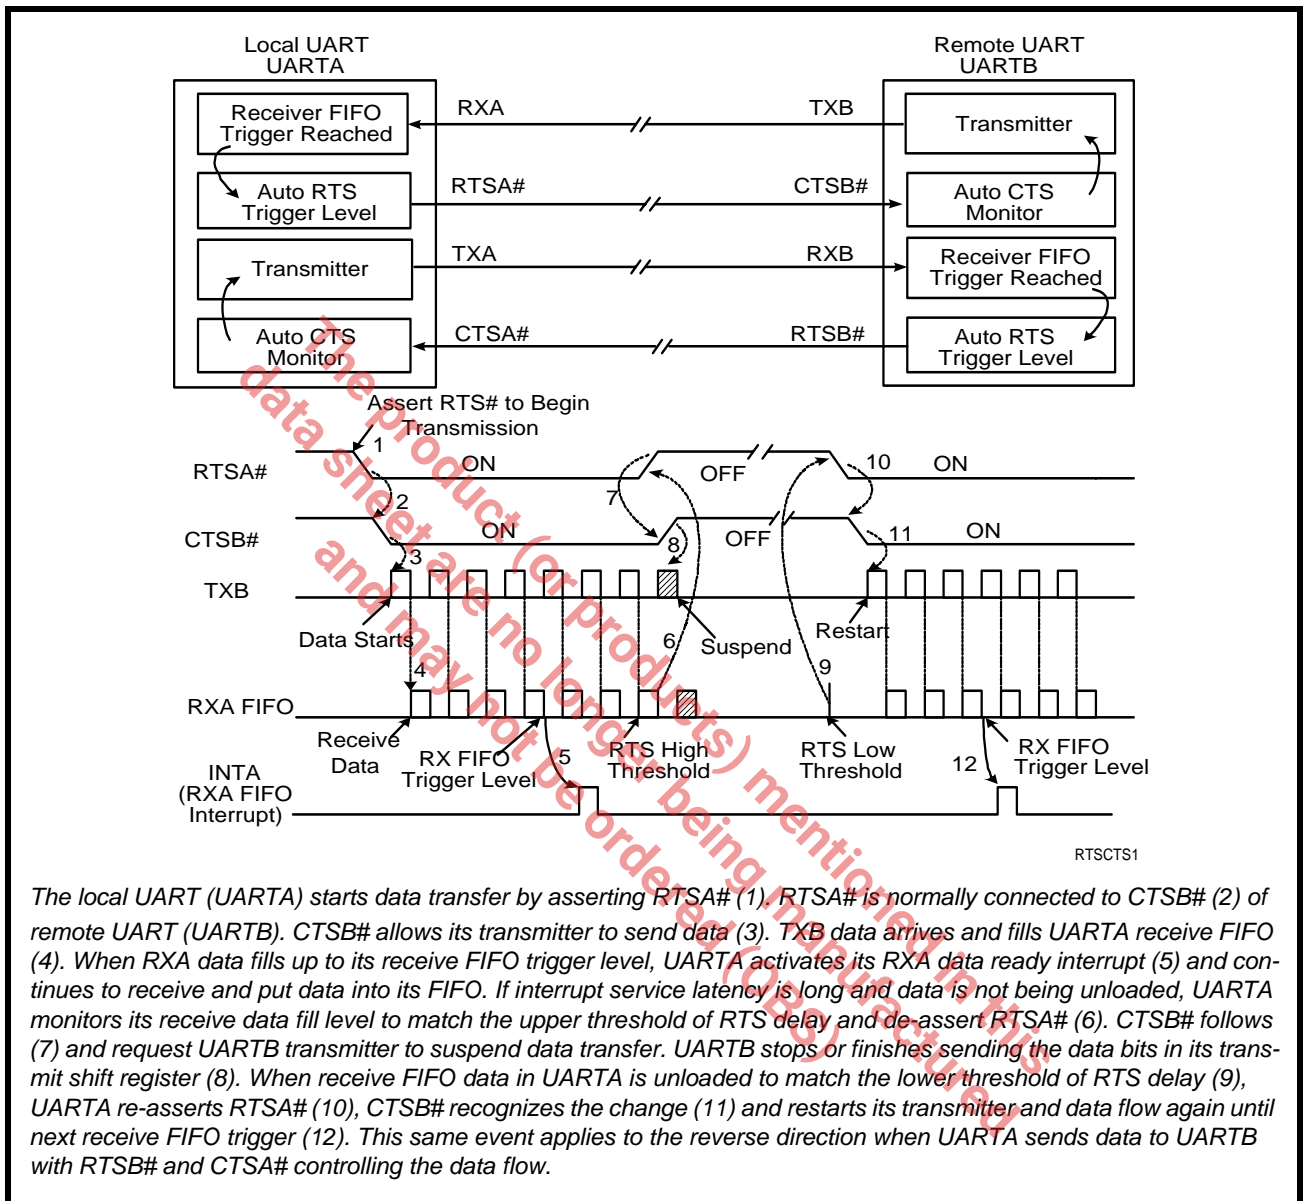 Local UART
UARTA
Remote UART
UARTB
Receiver FIFO
Trigger Reached
RXA
TXB
Transmitter
Auto RTS
Trigger Level
RTSA#
CTSB#
Auto CTS
Monitor
Transmitter
TXA
RXB
Receiver FIFO
Trigger Reached
Auto CTS
Monitor
CTSA#
RTSB#
Auto RTS
Trigger Level
Assert RTS# to Begin
Transmission
RTSA#
1
ON
OFF
10
ON
2
7
CTSB#
ON
8
OFF
11
ON
3
TXB
Data Starts
Suspend
Restart
4
6
9
RXA FIFO
Receive
Data
RX FIFO
Trigger Level
5
RTS High
Threshold
RTS Low
Threshold
12
RX FIFO
Trigger Level
INTA
(RXA FIFO
Interrupt)
RTSCTS1
The local UART (UARTA) starts data transfer by asserting RTSA# (1). RTSA# is normally connected to CTSB# (2) of
remote UART (UARTB). CTSB# allows its transmitter to send data (3). TXB data arrives and fills UARTA receive FIFO
(4). When RXA data fills up to its receive FIFO trigger level, UARTA activates its RXA data ready interrupt (5) and con-
tinues to receive and put data into its FIFO. If interrupt service latency is long and data is not being unloaded, UARTA
monitors its receive data fill level to match the upper threshold of RTS delay and de-assert RTSA# (6). CTSB# follows
(7) and request UARTB transmitter to suspend data transfer. UARTB stops or finishes sending the data bits in its trans-
mit shift register (8). When receive FIFO data in UARTA is unloaded to match the lower threshold of RTS delay (9),
UARTA re-asserts RTSA# (10), CTSB# recognizes the change (11) and restarts its transmitter and data flow again until
next receive FIFO trigger (12). This same event applies to the reverse direction when UARTA sends data to UARTB
with RTSB# and CTSA# controlling the data flow.
The product (or products) mentioned in this
data sheet are no longer being manufactured
and may not be ordered (OBS)